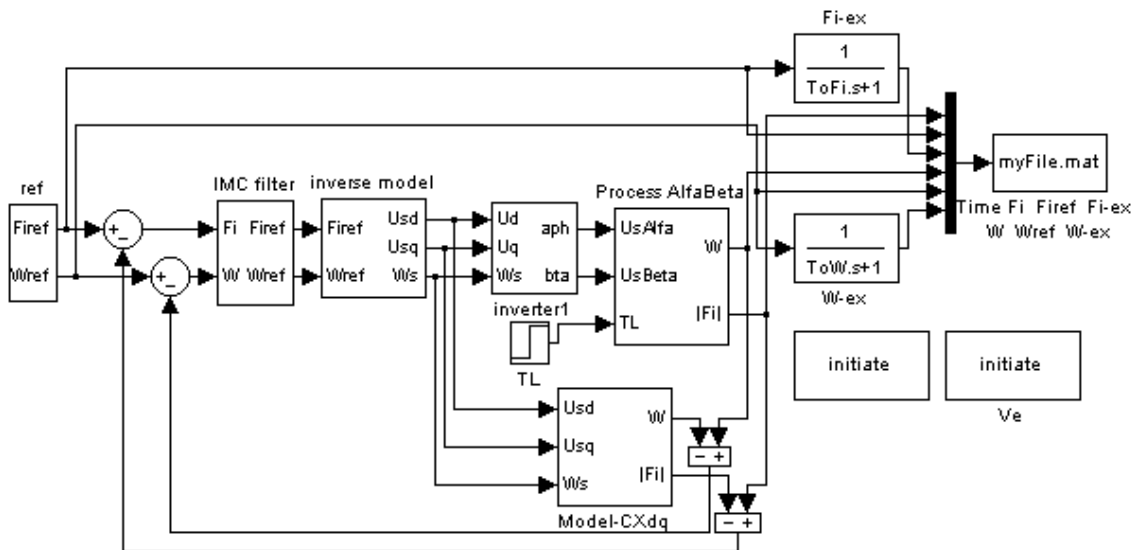 Fi-ex
1
ToFi.s+1
myFile.mat
Time Fi Firef Fi-ex
W Wref W-ex
ref
Firef
Wref
+
−
+
−
IMC filter
Fi Firef
W Wref
inverse model
Firef Usd
Usq
Wref Ws
Ud aph
Uq
Ws bta
inverter1
Process AlfaBeta
UsAlfa
W
UsBeta
|Fi|
TL
TL
1
ToW.s+1
W-ex
initiate
initiate
Ve
Usd
W
Usq
|Fi|
Ws
Model-CXdq
− +
− +